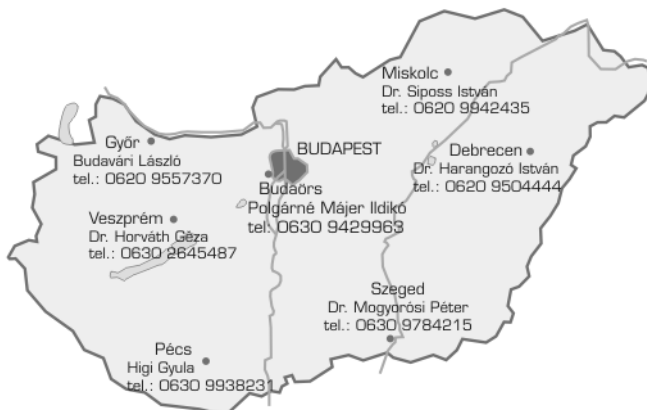 Miskolc
Dr. Siposs István
tel.: 0620 9942435
Győr
Budavári László
tel.: 0620 9557370
BUDAPEST
Debrecen
Dr. Harangozó István
tel.: 0620 9504444
Budaörs
Polgárné Májer Ildikó
tel: 0630 9429963
Veszprém
Dr. Horváth Géza
tel.: 0630 2645487
Szeged
Dr. Mogyorósi Péter
tel.: 0630 9784215
Pécs
Higi Gyula
tel.: 0630 9938231